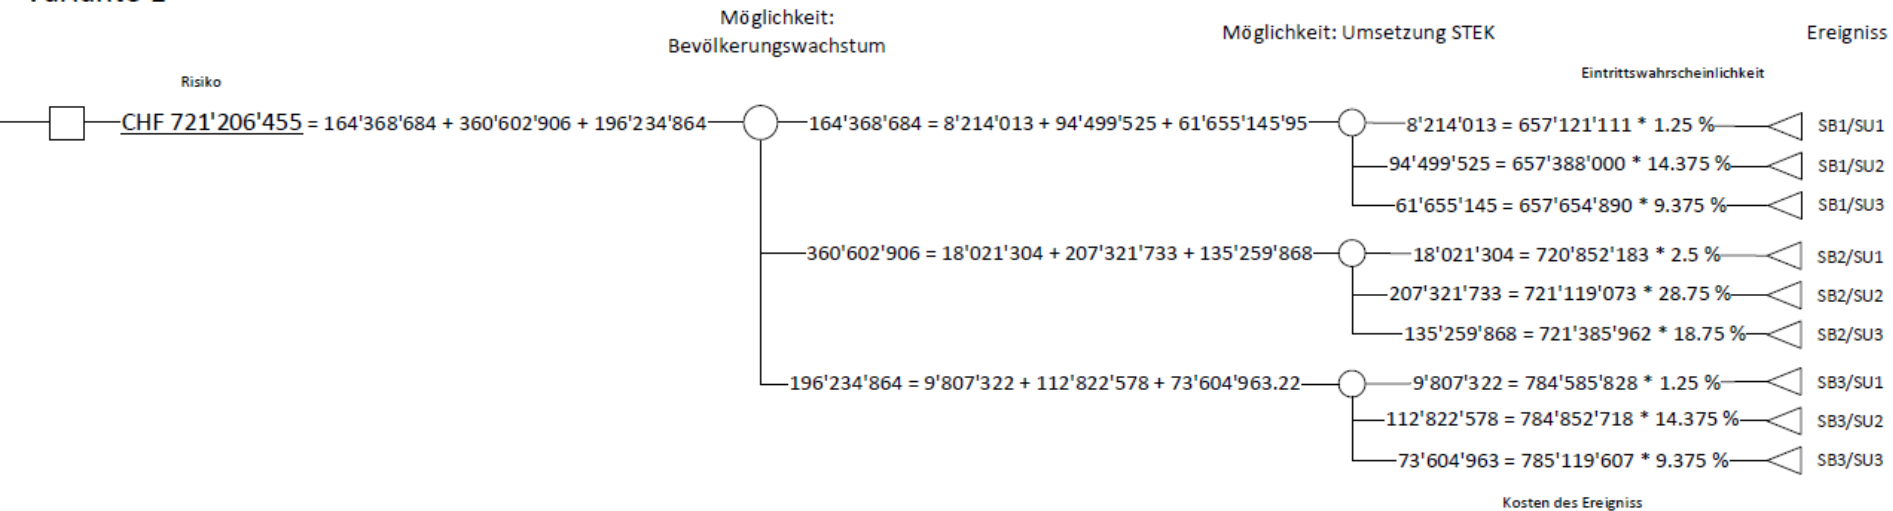 Möglichkeit:
Bevölkerungswachstum
Möglichkeit: Umsetzung STEK
Ereigniss
Risiko
Eintrittswahrscheinlichkeit
CHF 721'206'455 = 164'368'684 + 360'602'906 + 196'234'864
164'368'684 = 8'214'013 + 94'499'525 + 61'655'145'95
8'214'013 = 657'121'111 * 1.25 %
SB1/SU1
94'499'525 = 657'388'000 * 14.375 %
SB1/SU2
61'655'145 = 657'654'890 * 9.375 %
SB1/SU3
360'602'906 = 18'021'304 + 207'321'733 + 135'259'868
18'021'304 = 720'852'183 * 2.5 %
SB2/SU1
207'321'733 = 721'119'073 * 28.75 %
SB2/SU2
135'259'868 = 721'385'962 * 18.75 %
SB2/SU3
196'234'864 = 9'807'322 + 112'822'578 + 73'604'963.22
9'807'322 = 784'585'828 * 1.25 %
SB3/SU1
112'822'578 = 784'852'718 * 14.375 %
SB3/SU2
73'604'963 = 785'119'607 * 9.375 %
SB3/SU3
Kosten des Ereigniss